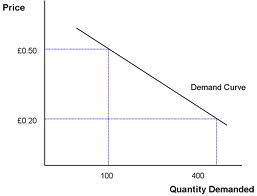 Price
£0.50
Demand Curve
£0.20
100 400
Quantity Demanded